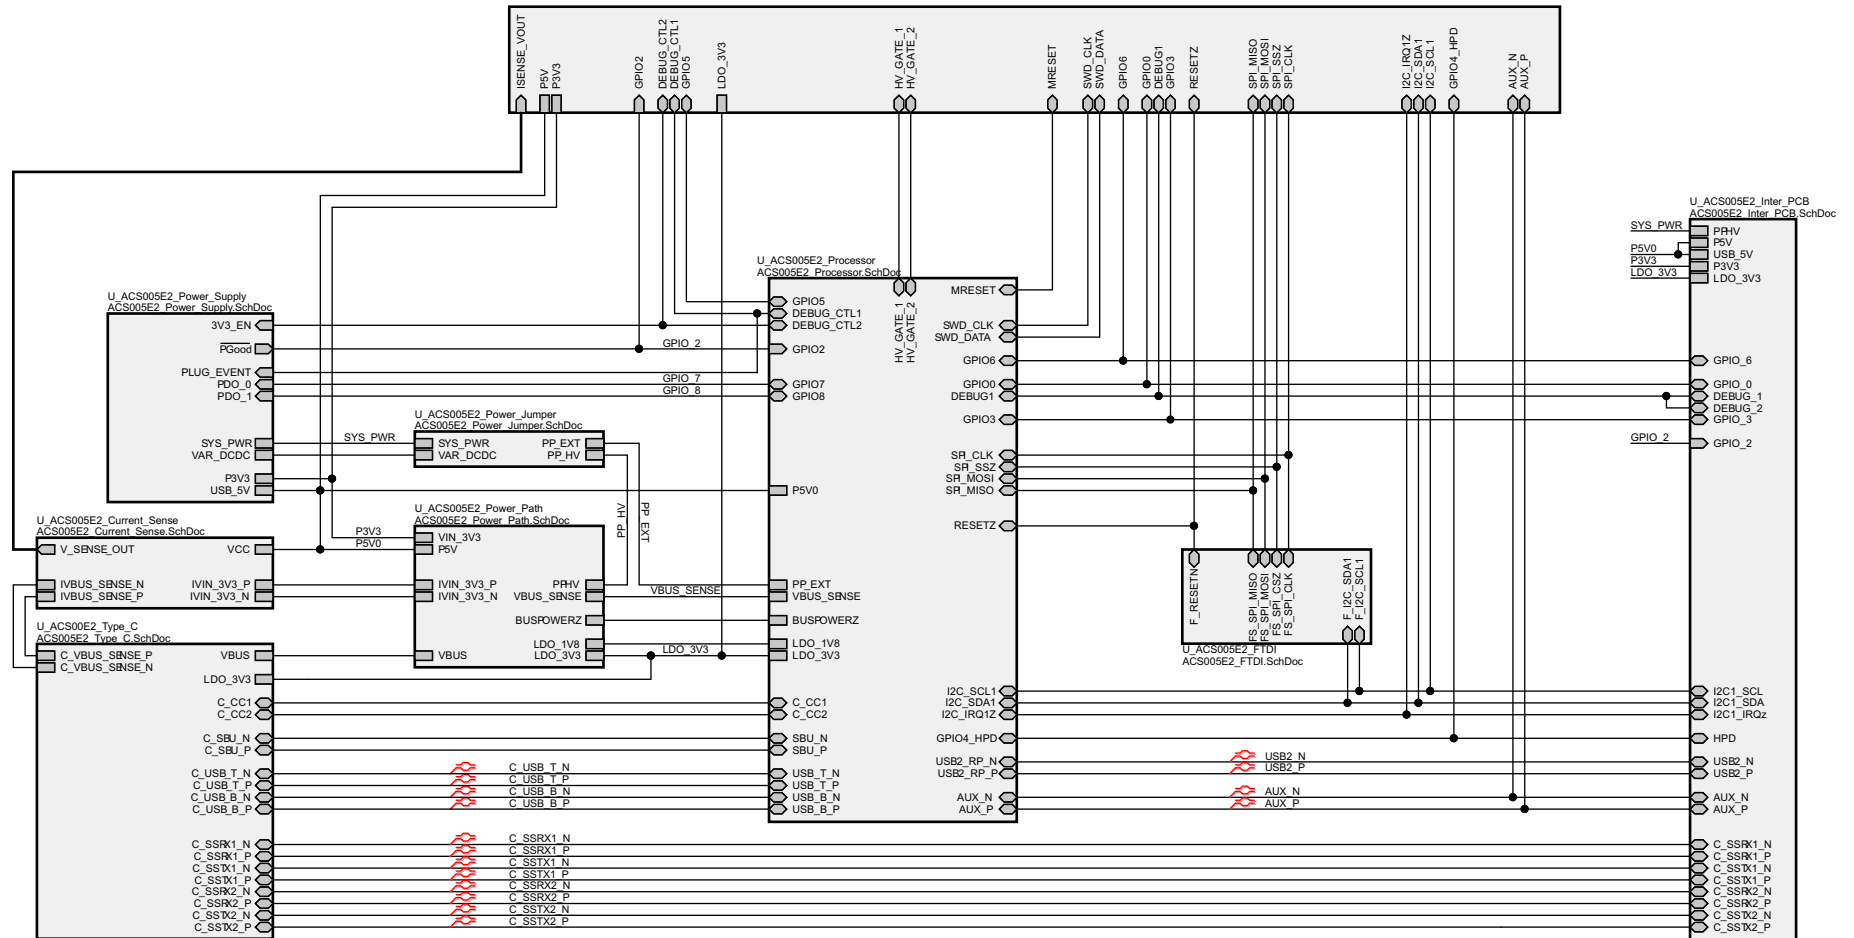 ISENSE_VOUT
P5V
P3V3
GPIO2
DEBUG_CTL2
DEBUG_CTL1
GPIO5
LDO_3V3
HV_GATE_1
HV_GATE_2
MRESET
SWD_CLK
SWD_DATA
GPIO6
GPIO0
DEBUG1
GPIO3
RESETZ
SPI_MISO
SPI_MOSI
SPI_SSZ
SPI_CLK
I2C_IRQ1Z
I2C_SDA1
I2C_SCL1
GPIO4_HPD
AUX_N
AUX_P
U_ACS005E2_Power_Supply
ACS005E2_Power_Supply.SchDoc
3V3_EN
PGood
PLUG_EVENT
PDO_0
PDO_1
SYS_PWR
VAR_DCDC
P3V3
USB_5V
GPIO_2
GPIO_7
GPIO_8
SYS_PWR
U_ACS005E2_Power_Jumper
ACS005E2_Power_Jumper.SchDoc
SYS_PWR
VAR_DCDC
PP_EXT
PP_HV
PP_HV
PP_EXT
U_ACS005E2_Current_Sense
ACS005E2_Current_Sense.SchDoc
V_SENSE_OUT
IVBUS_SENSE_N
IVBUS_SENSE_P
VCC
IVIN_3V3_P
IVIN_3V3_N
P3V3
P5V0
U_ACS005E2_Power_Path
ACS005E2_Power_Path.SchDoc
VIN_3V3
P5V
IVIN_3V3_P
IVIN_3V3_N
VBUS
PPHV
VBUS_SENSE
BUSPOWERZ
LDO_1V8
LDO_3V3
VBUS_SENSE
LDO_3V3
U_ACS00E2_Type_C
ACS005E2_Type_C.SchDoc
C_VBUS_SENSE_P
C_VBUS_SENSE_N
VBUS
LDO_3V3
C_CC1
C_CC2
C_SBU_N
C_SBU_P
C_USB_T_N
C_USB_T_P
C_USB_B_N
C_USB_B_P
C_SSRX1_N
C_SSRX1_P
C_SSTX1_N
C_SSTX1_P
C_SSRX2_N
C_SSRX2_P
C_SSTX2_N
C_SSTX2_P
C_USB_T_N
C_USB_T_P
C_USB_B_N
C_USB_B_P
C_SSRX1_N
C_SSRX1_P
C_SSTX1_N
C_SSTX1_P
C_SSRX2_N
C_SSRX2_P
C_SSTX2_N
C_SSTX2_P
U_ACS005E2_Processor
ACS005E2_Processor.SchDoc
GPIO5
DEBUG_CTL1
DEBUG_CTL2
GPIO2
GPIO7
GPIO8
P5V0
PP_EXT
VBUS_SENSE
BUSPOWERZ
LDO_1V8
LDO_3V3
C_CC1
C_CC2
SBU_N
SBU_P
USB_T_N
USB_T_P
USB_B_N
USB_B_P
HV_GATE_1
HV_GATE_2
MRESET
SWD_CLK
SWD_DATA
GPIO6
GPIO0
DEBUG1
GPIO3
SPI_CLK
SPI_SSZ
SPI_MOSI
SPI_MISO
RESETZ
I2C_SCL1
I2C_SDA1
I2C_IRQ1Z
GPIO4_HPD
USB2_RP_N
USB2_RP_P
AUX_N
AUX_P
F_RESETN
FS_SPI_MISO
FS_SPI_MOSI
FS_SPI_CSZ
FS_SPI_CLK
F_I2C_SDA1
F_I2C_SCL1
U_ACS005E2_FTDI
ACS005E2_FTDI.SchDoc
USB2_N
USB2_P
AUX_N
AUX_P
U_ACS005E2_Inter_PCB
ACS005E2_Inter_PCB.SchDoc
SYS_PWR
P5V0
P3V3
LDO_3V3
GPIO_2
PPHV
P5V
USB_5V
P3V3
LDO_3V3
GPIO_6
GPIO_0
DEBUG_1
DEBUG_2
GPIO_3
GPIO_2
I2C1_SCL
I2C1_SDA
I2C1_IRQz
HPD
USB2_N
USB2_P
AUX_N
AUX_P
C_SSRX1_N
C_SSRX1_P
C_SSTX1_N
C_SSTX1_P
C_SSRX2_N
C_SSRX2_P
C_SSTX2_N
C_SSTX2_P